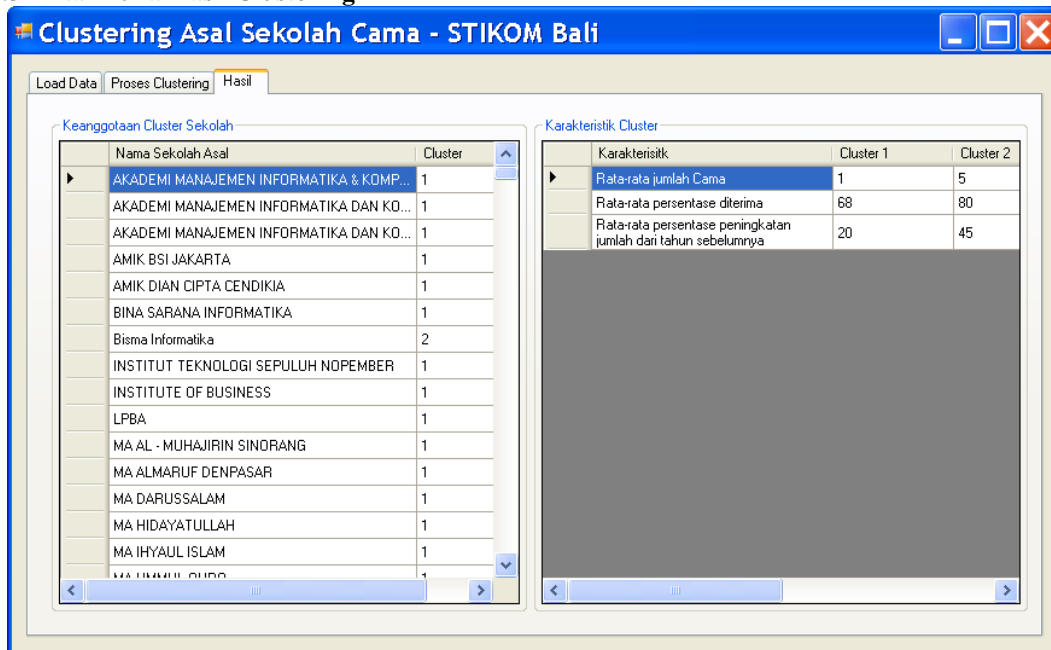 Clustering Asal Sekolah Cama - STIKOM Bali
Load Data Proses Clustering Hasil
Keanggotaan Cluster Sekolah
Nama Sekolah Asal Cluster
AKADEMI MANAJEMEN INFORMATIKA & KOMP... 1
AKADEMI MANAJEMEN INFORMATIKA DAN KO... 1
AKADEMI MANAJEMEN INFORMATIKA DAN KO... 1
AMIK BSI JAKARTA 1
AMIK DIAN CIPTA CENDIKIA 1
BINA SARANA INFORMATIKA 1
Bisma Informatika 2
INSTITUT TEKNOLOGI SEPULUH NOPEMBER 1
INSTITUTE OF BUSINESS 1
LPBA 1
MA AL - MUHAJIRIN SINORANG 1
MA ALMARUF DENPASAR 1
MA DARUSSALAM 1
MA HIDAYATULLAH 1
MA IHYAUL ISLAM 1
Karakteristik Cluster
Karakterisitk Cluster 1 Cluster 2
Rata-rata jumlah Cama 1 5
Rata-rata persentase diterima 68 80
Rata-rata persentase peningkatan
jumlah dari tahun sebelumnya 20 45